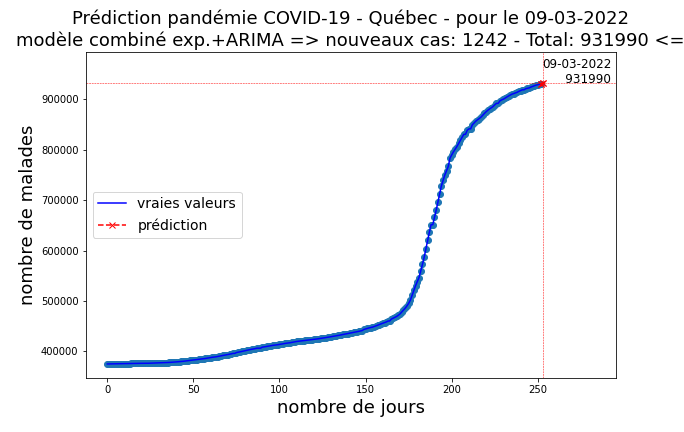 Prédiction pandémie COVID-19 - Québec - pour le 09-03-2022
modèle combiné exp.+ARIMA => nouveaux cas: 1242 - Total: 931990 <=
09-03-2022
931990
900000
800000
700000
600000
500000
400000
nombre de malades
vraies valeurs
prédiction
0 50 100 150 200 250
nombre de jours